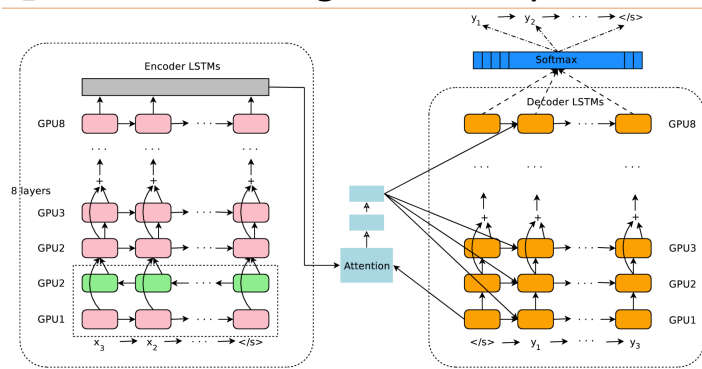 y1 → y2 → · · · → </s>
Softmax
Encoder LSTMs
Decoder LSTMs
GPU8 · · · · · · GPU8
· · · · · · · · ·
+ +
8 layers
+ +
GPU3 · · · · · · GPU3
GPU2 · · · · · ·
Attention
GPU2 · · · · · · GPU2
GPU1 · · · · · · GPU1
x3 → x2 → · · · → </s>
</s> → y1 → · · · → y3